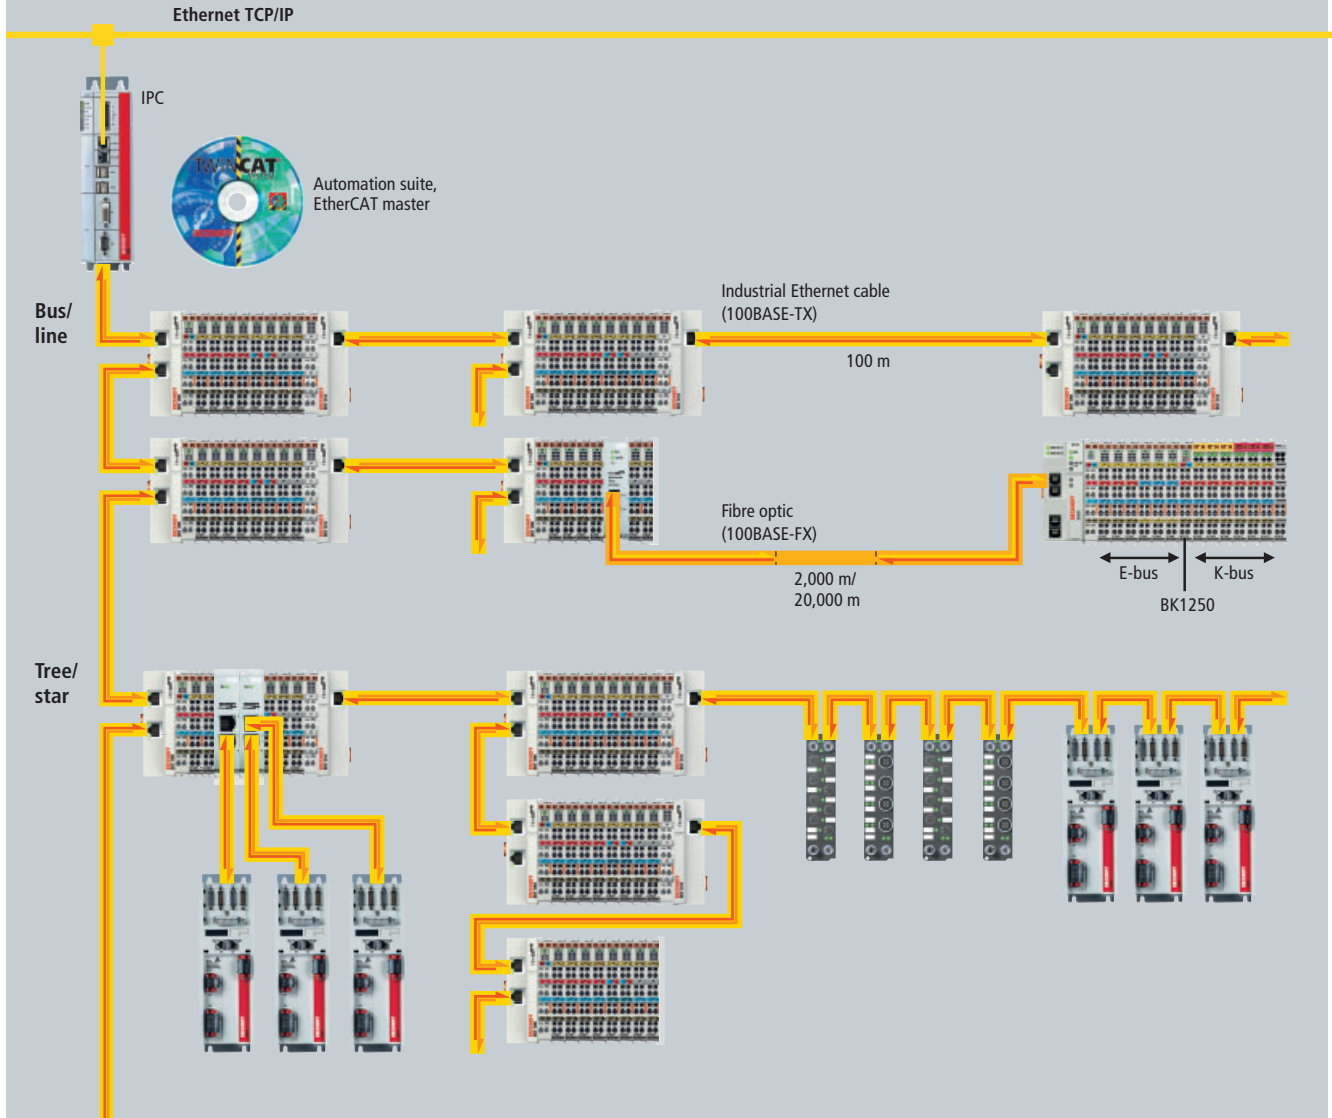 Ethernet TCP/IP
IPC
TWINCAT
Automation suite,
EtherCAT master
Bus/
line
Industrial Ethernet cable
(100BASE-TX)
100 m
Fibre optic
(100BASE-FX)
2,000 m/
20,000 m
E-bus
K-bus
BK1250
Tree/
star